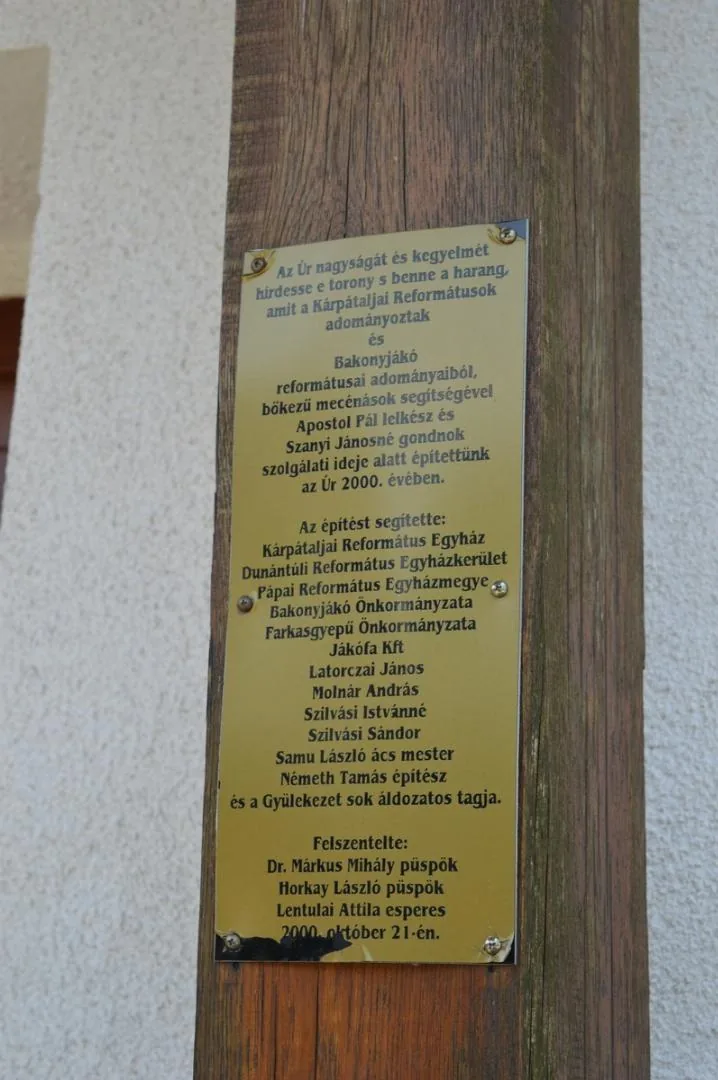 Az Úr nagyságát és kegyelmét
hirdesse e torony s benne a harang,
amit a Kárpátaljai Reformátusok
adományoztak
és
Bakonyjákó
reformátusai adományaiból,
bőkezű mecénások segítségével
Apostol Pál lelkész és
Szanyi Jánosné gondnok
szolgálati ideje alatt építettünk
az Úr 2000. évében.
Az építést segítette:
Kárpátaljai Református Egyház
Dunántúli Református Egyházkerület
Pápai Református Egyházmegye
Bakonyjákó Önkormányzata
Farkasgyepű Önkormányzata
Jákófa Kft
Latorczai János
Molnár András
Szilvási Istvánné
Szilvási Sándor
Samu László ács mester
Németh Tamás építész
és a Gyülekezet sok áldozatos tagja.
Felszentelte:
Dr. Márkus Mihály püspök
Horkay László püspök
Lentulai Attila esperes
2000. október 21-én.